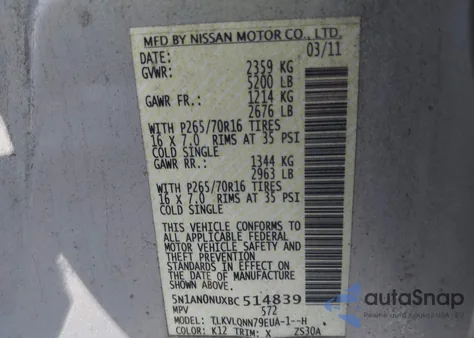 MFD BY NISSAN MOTOR CO., LTD.
DATE: 03/11
GVWR: 2359 KG
5200 LB
GAWR FR.: 1214 KG
2676 LB
WITH P265/70R16 TIRES
16 X 7.0 RIMS AT 35 PSI
COLD SINGLE
GAWR RR.: 1344 KG
2963 LB
WITH P265/70R16 TIRES
16 X 7.0 RIMS AT 35 PSI
COLD SINGLE
THIS VEHICLE CONFORMS TO
ALL APPLICABLE FEDERAL
MOTOR VEHICLE SAFETY AND
THEFT PREVENTION
STANDARDS IN EFFECT ON
THE DATE OF MANUFACTURE
SHOWN ABOVE
5N1AN0NUXBC514839
MPV 572
MODEL: TLKVLQNN79EUA-1--H
COLOR: K12 TRIM: X ZS30A
autaSnap